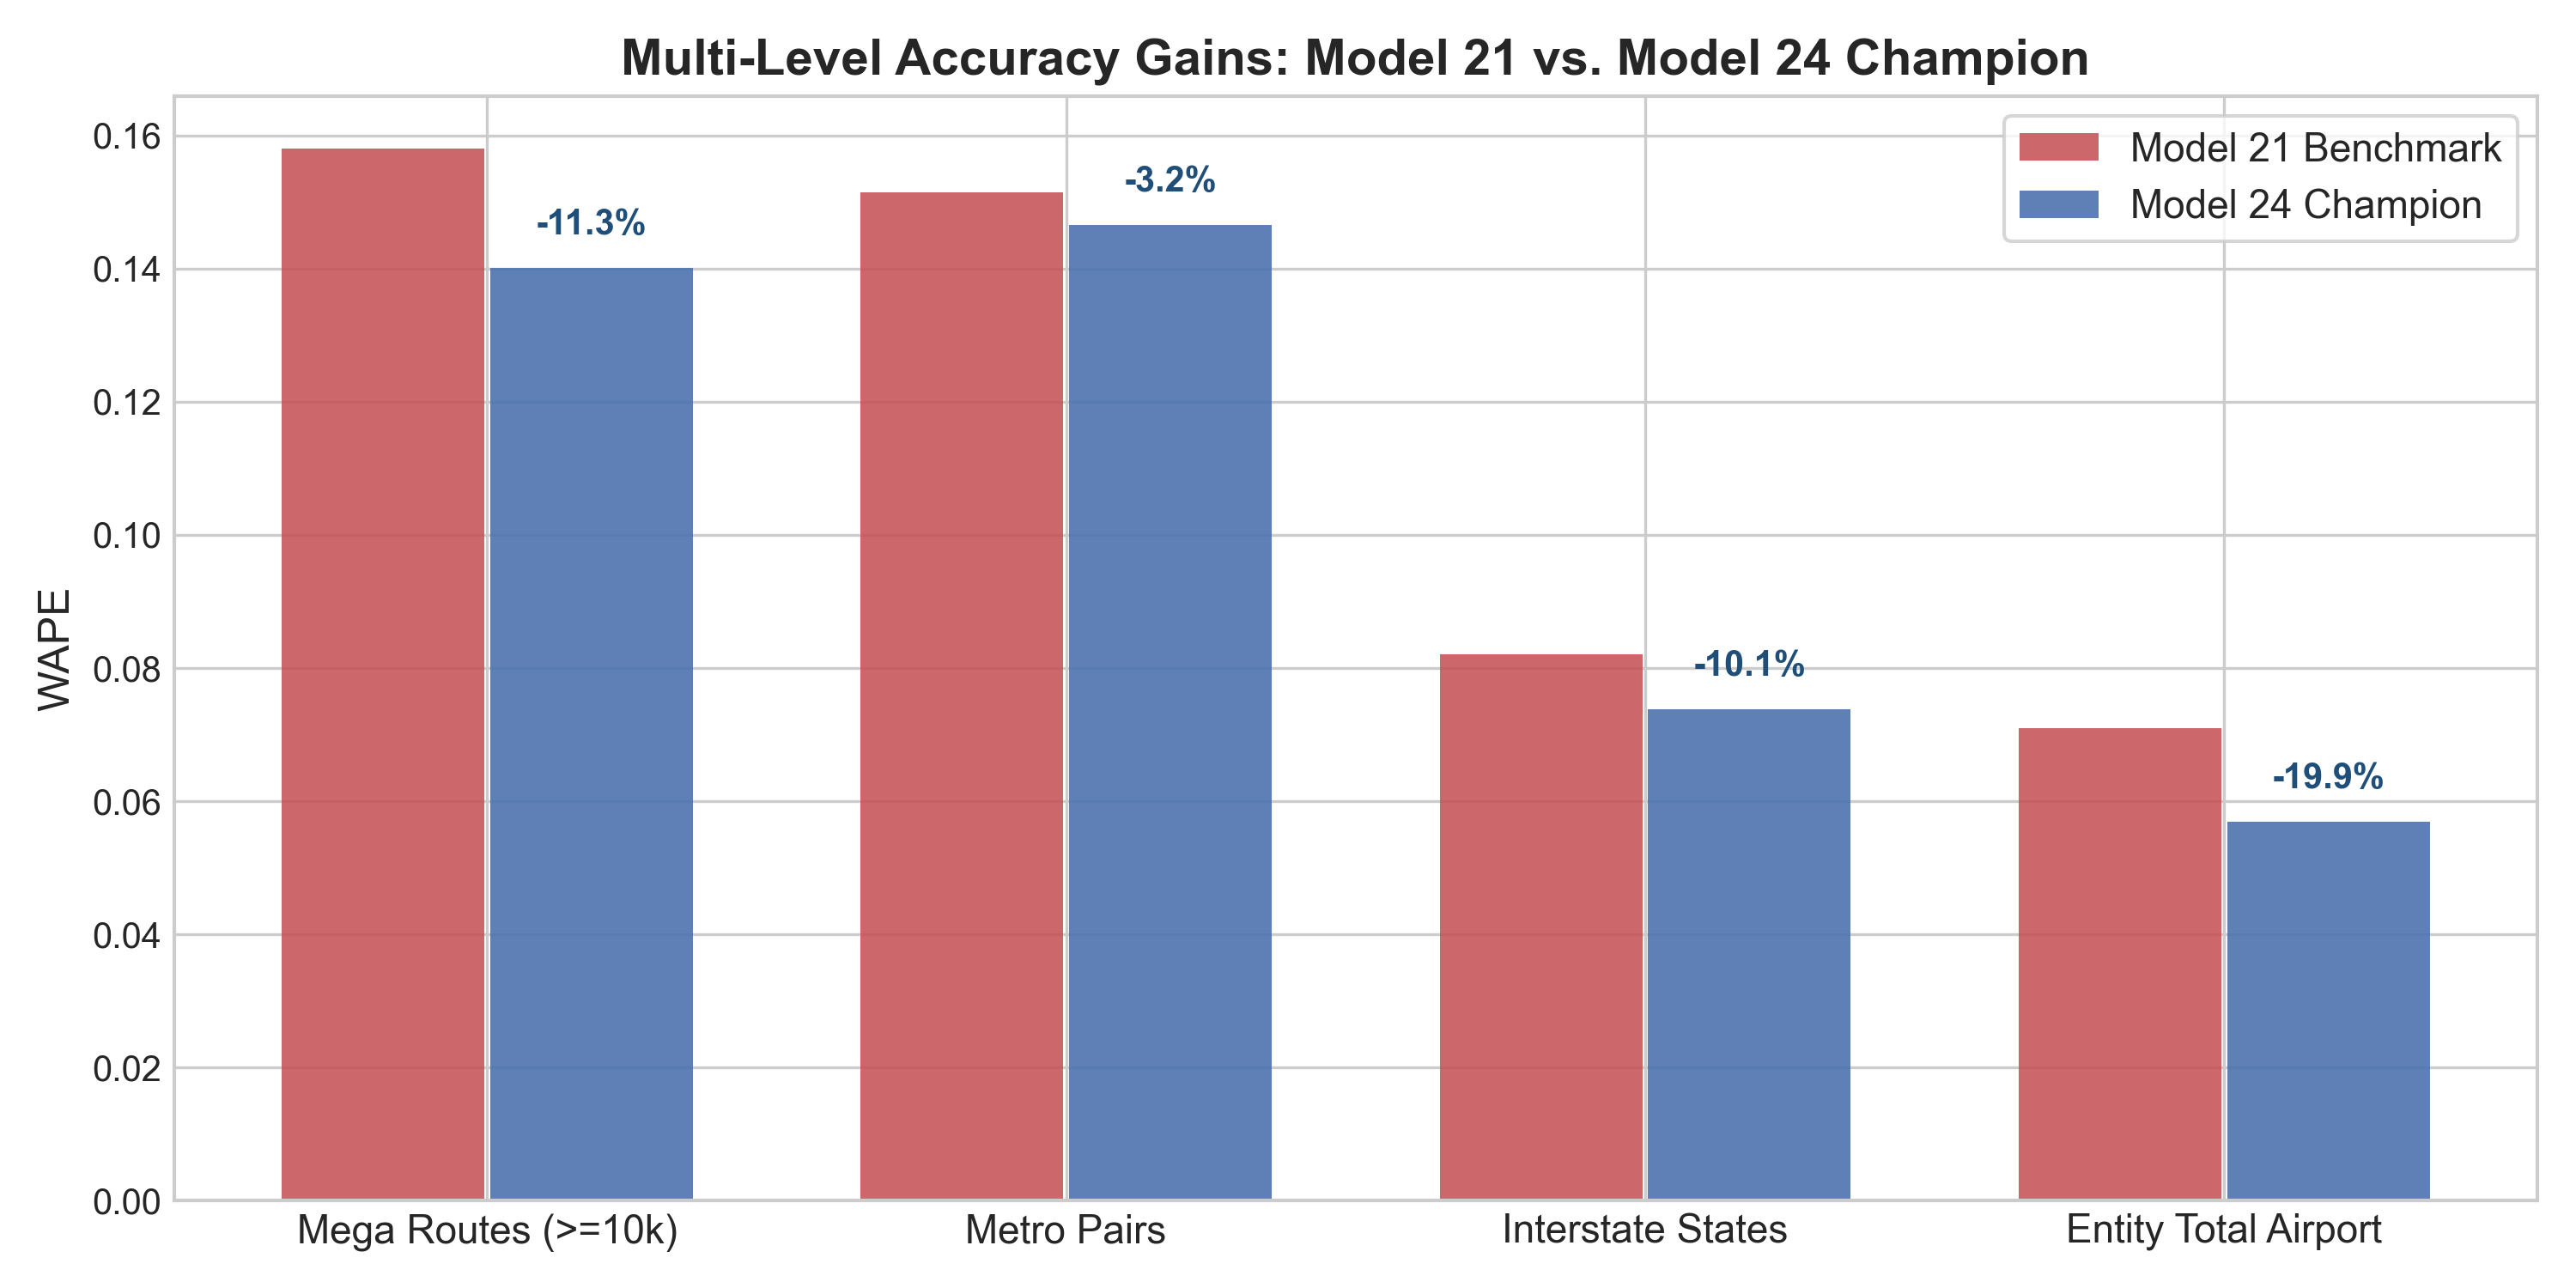 Multi-Level Accuracy Gains: Model 21 vs. Model 24 Champion
Model 21 Benchmark
Model 24 Champion
WAPE
0.16
0.14
0.12
0.10
0.08
0.06
0.04
0.02
0.00
-11.3%
-3.2%
-10.1%
-19.9%
Mega Routes (>=10k)
Metro Pairs
Interstate States
Entity Total Airport